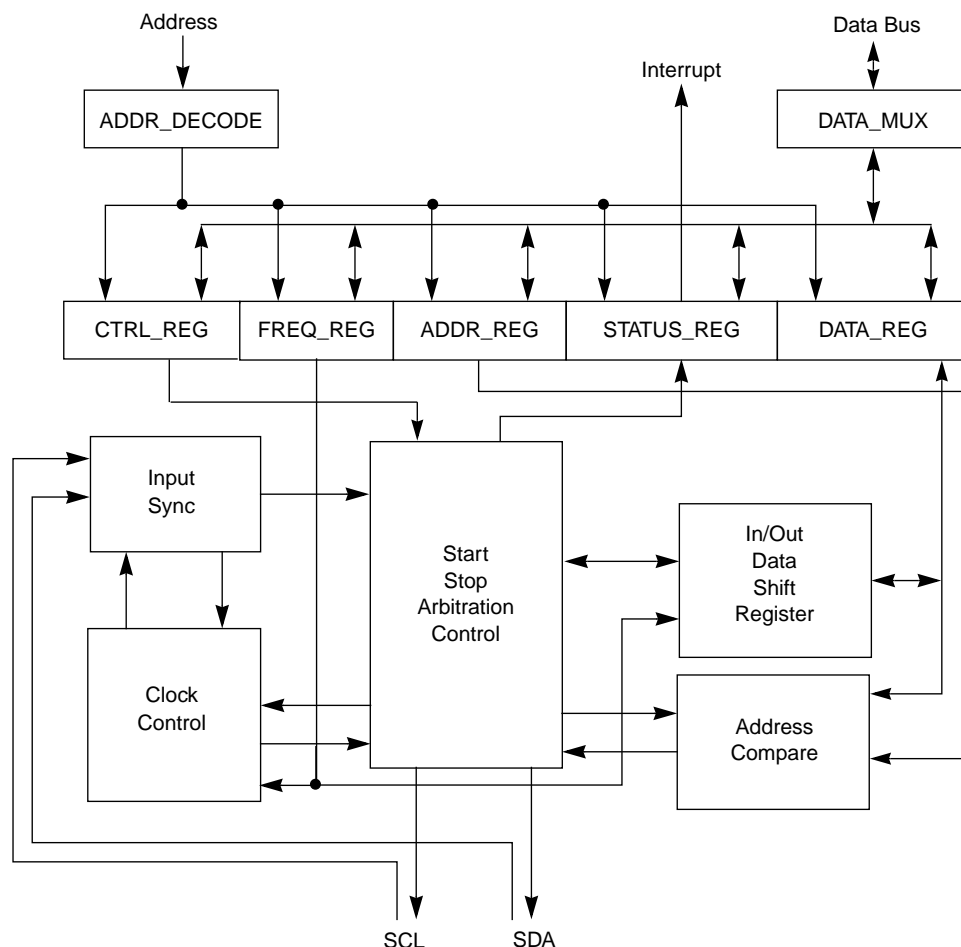 Address
Data Bus
Interrupt
ADDR_DECODE
DATA_MUX
CTRL_REG
FREQ_REG
ADDR_REG
STATUS_REG
DATA_REG
Input
Sync
Start
Stop
Arbitration
Control
In/Out
Data
Shift
Register
Clock
Control
Address
Compare
SCL
SDA